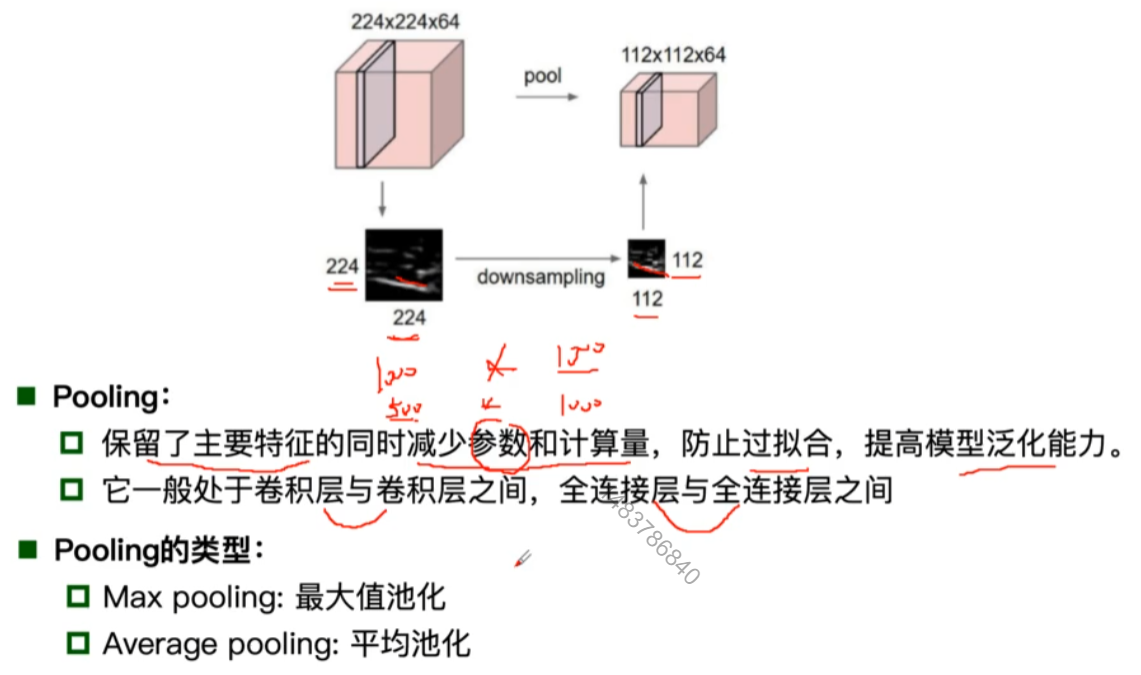 224x224x64
112x112x64
pool
224
112
downsampling
224
112
1000 × 1000
500 × 1000
■ Pooling：
□ 保留了主要特征的同时减少参数和计算量，防止过拟合，提高模型泛化能力。
□ 它一般处于卷积层与卷积层之间，全连接层与全连接层之间
483786840
■ Pooling的类型：
□ Max pooling: 最大值池化
□ Average pooling: 平均池化